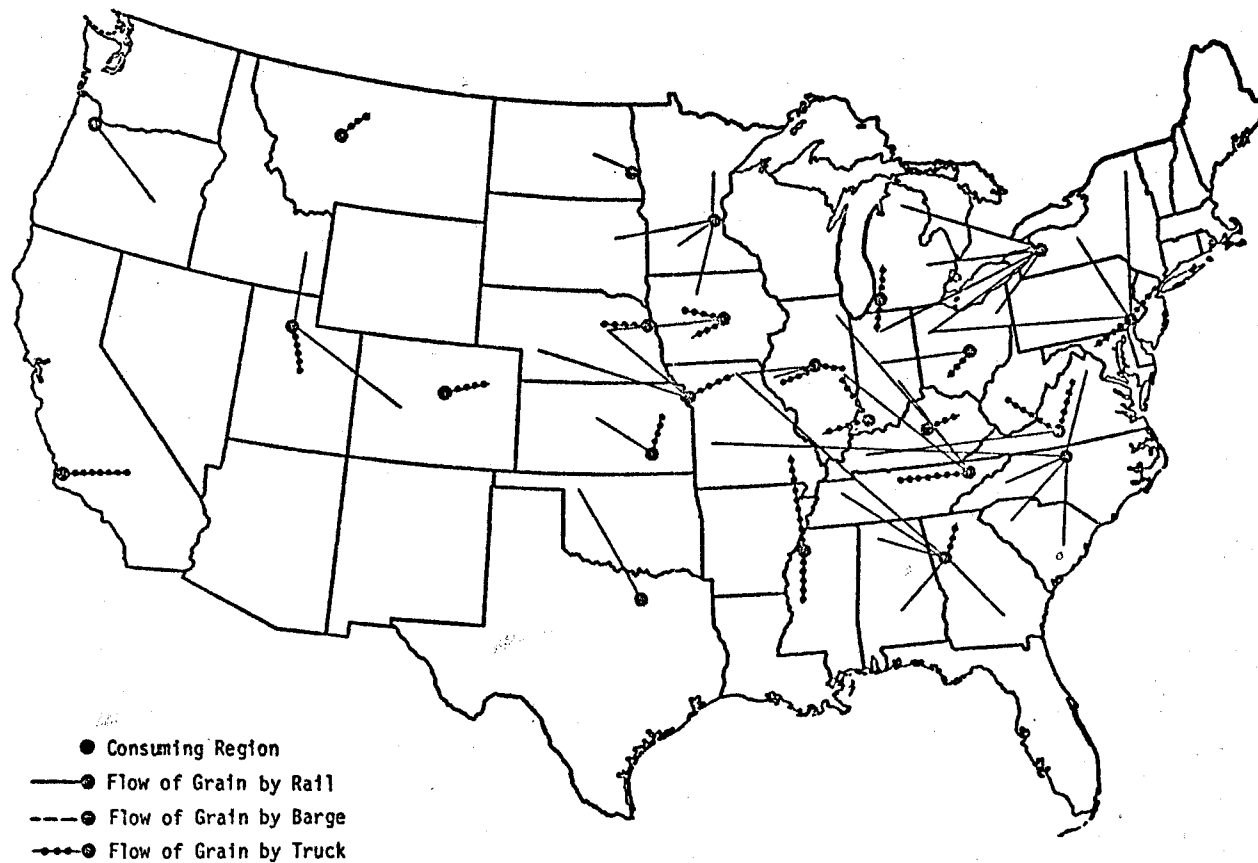 Consuming Region
Flow of Grain by Rail
Flow of Grain by Barge
Flow of Grain by Truck